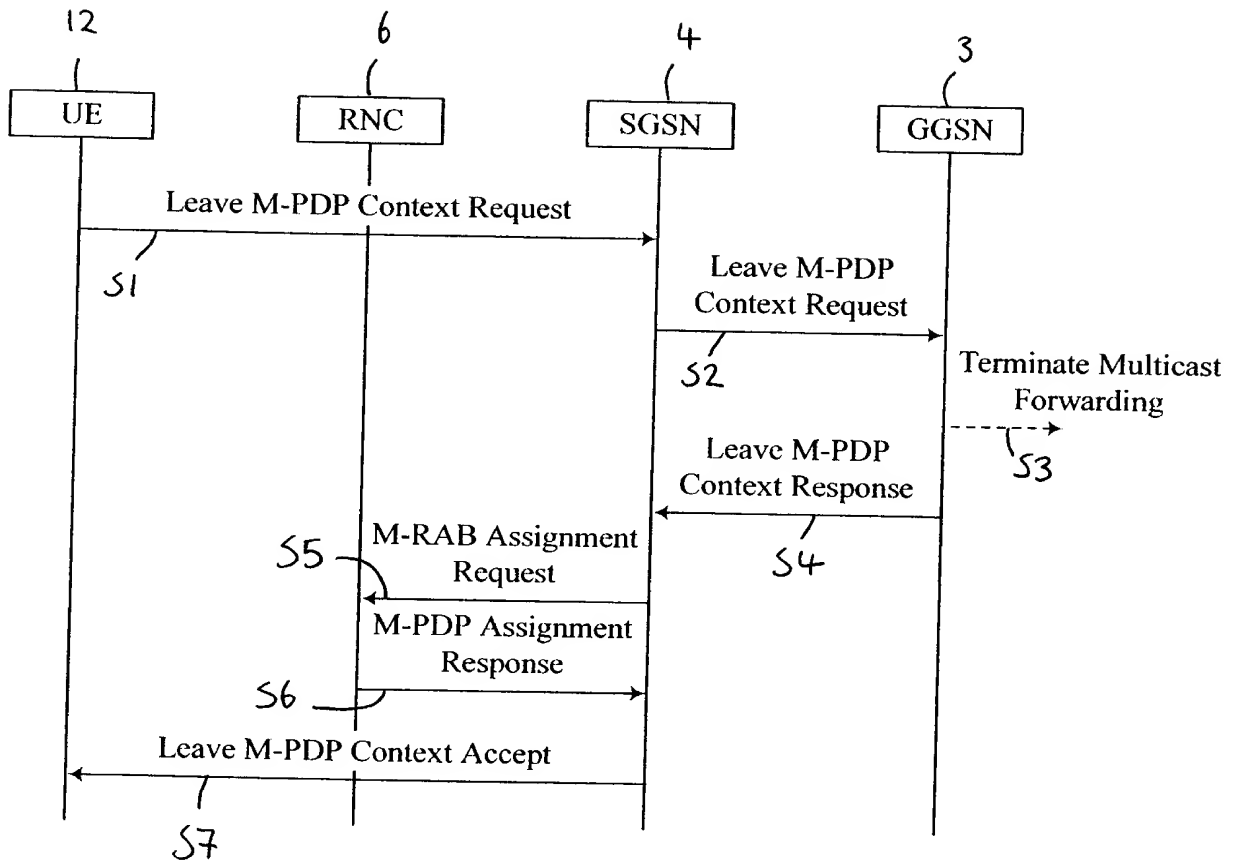 12
6
4
3
UE
RNC
SGSN
GGSN
Leave M-PDP Context Request
S1
Leave M-PDP
Context Request
S2
Terminate Multicast
Forwarding
S3
Leave M-PDP
Context Response
S4
M-RAB Assignment
Request
S5
M-PDP Assignment
Response
S6
Leave M-PDP Context Accept
S7